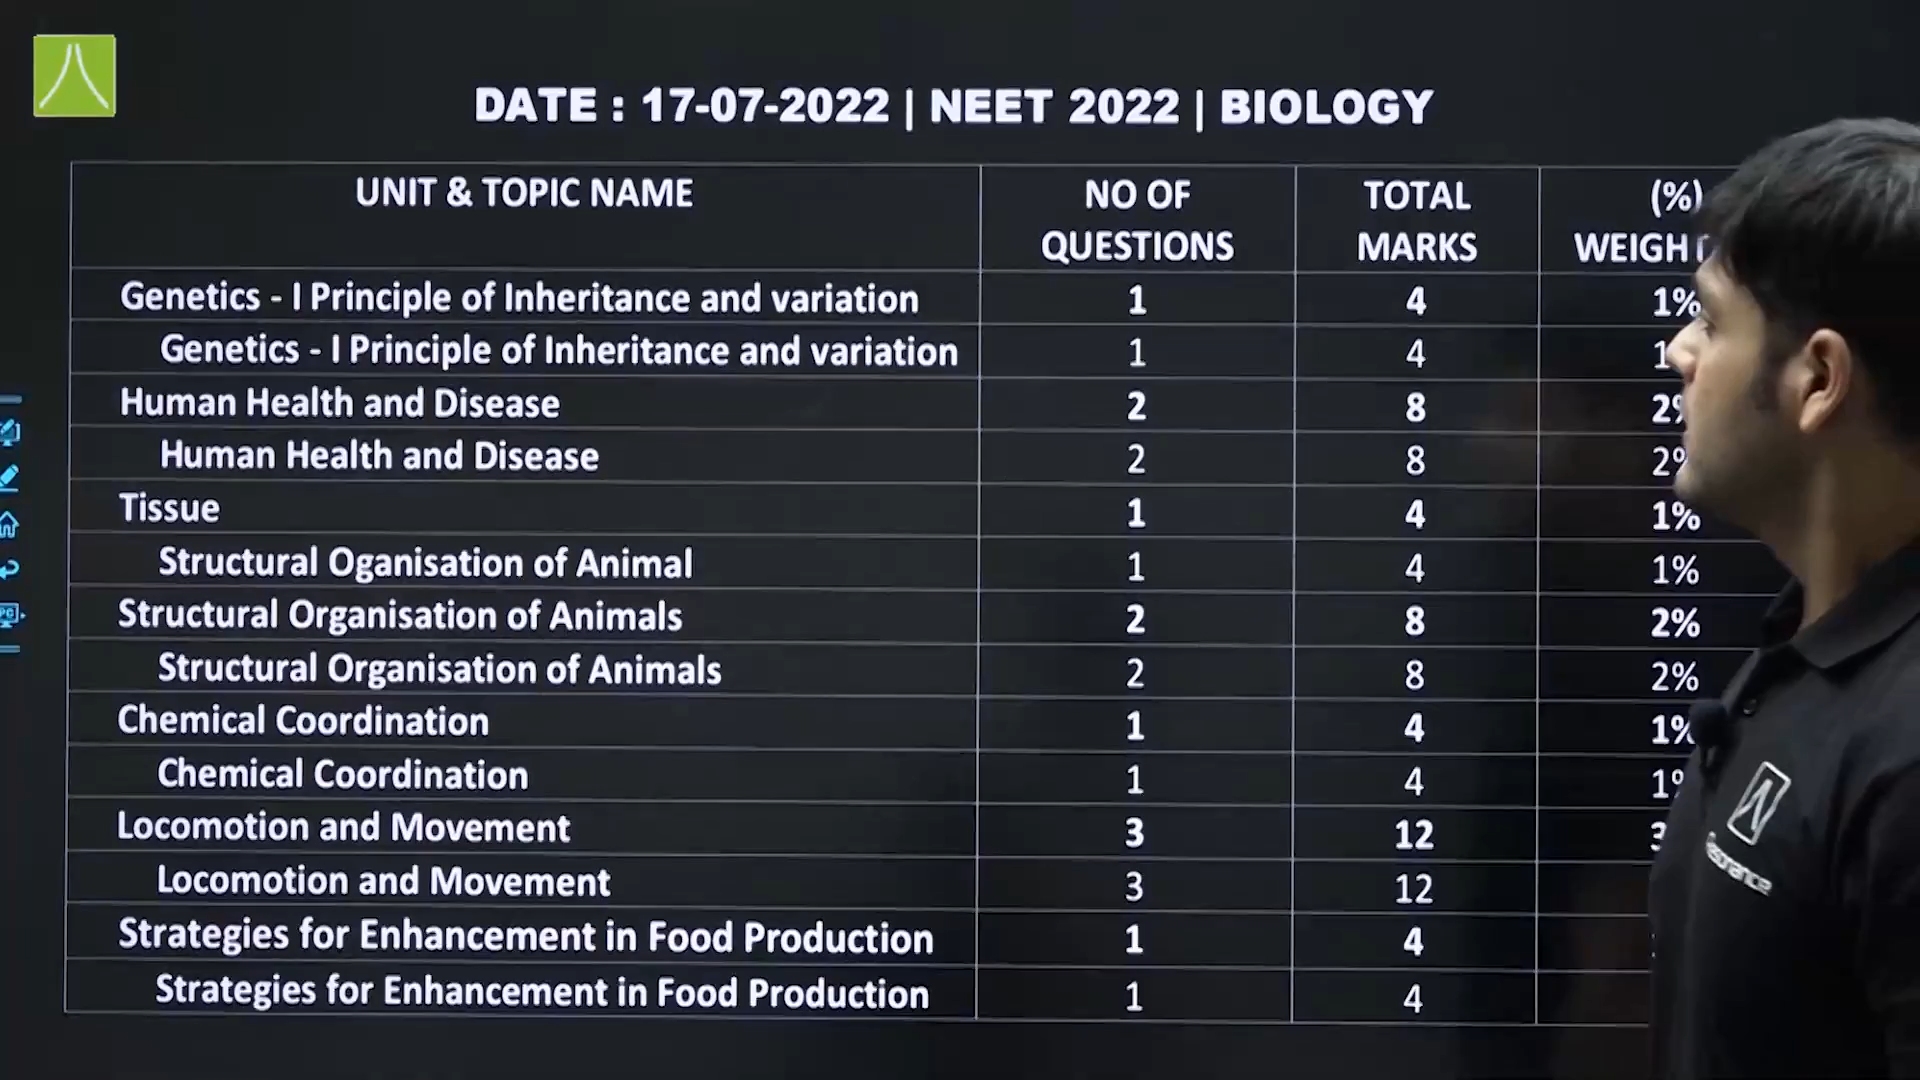 DATE : 17-07-2022 | NEET 2022 | BIOLOGY
UNIT & TOPIC NAME NO OF QUESTIONS TOTAL MARKS (%)
Genetics - I Principle of Inheritance and variation 1 4 1%
Genetics - I Principle of Inheritance and variation 1 4 1
Human Health and Disease 2 8 2%
Human Health and Disease 2 8 2%
Tissue 1 4 1%
Structural Oganisation of Animal 1 4 1%
Structural Organisation of Animals 2 8 2%
Structural Organisation of Animals 2 8 2%
Chemical Coordination 1 4 1%
Chemical Coordination 1 4 1%
Locomotion and Movement 3 12 3
Locomotion and Movement 3 12
Strategies for Enhancement in Food Production 1 4
Strategies for Enhancement in Food Production 1 4
PC